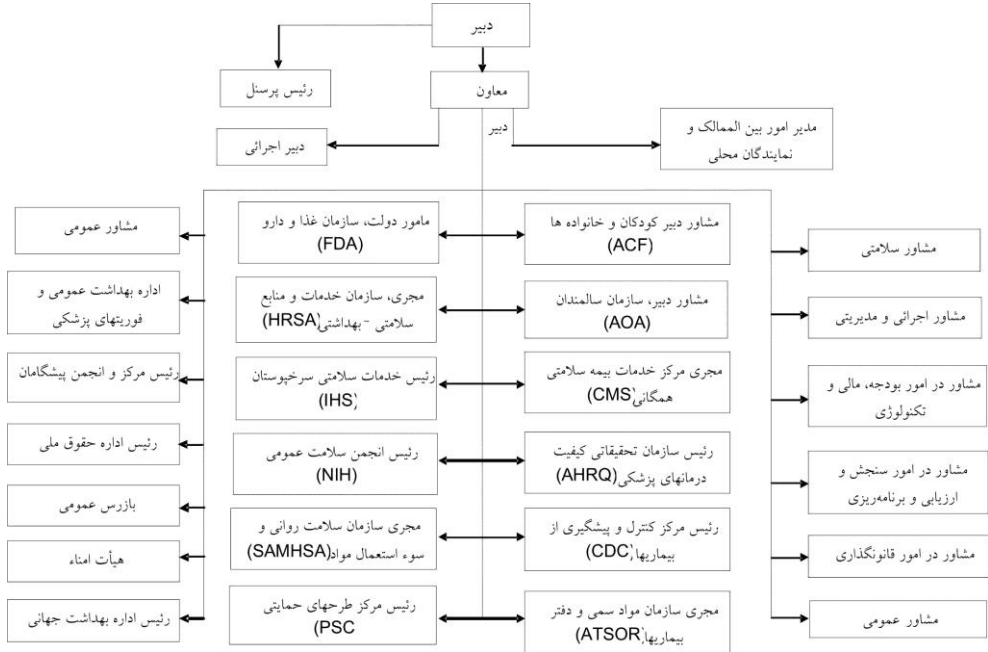 دبیر
رئیس پرسنل
معاون
دبیر
دبیر اجرائی
مدیر امور بین الممالک و
نمایندگان محلی
مشاور عمومی
مامور دولت، سازمان غذا و دارو
(FDA)
مشاور دبیر کودکان و خانواده ها
(ACF)
مشاور سلامتی
اداره بهداشت عمومی و
فوریتهای پزشکی
مجری، سازمان خدمات و منابع
سلامتی - بهداشتی(HRSA)
مشاور دبیر، سازمان سالمندان
(AOA)
مشاور اجرائی و مدیریتی
رئیس مرکز و انجمن پیشگامان
رئیس خدمات سلامتی سرخپوستان
(IHS)
مجری مرکز خدمات بیمه سلامتی
همگانی(CMS)
مشاور در امور بودجه، مالی و
تکنولوژی
رئیس اداره حقوق ملی
رئیس انجمن سلامت عمومی
(NIH)
رئیس سازمان تحقیقاتی کیفیت
درمانهای پزشکی(AHRQ)
مشاور در امور سنجش و
ارزیابی و برنامه‌ریزی
بازرس عمومی
مجری سازمان سلامت روانی و
سوء استعمال مواد(SAMHSA)
رئیس مرکز کنترل و پیشگیری از
بیماریها(CDC)
مشاور در امور قانونگذاری
هیأت امناء
رئیس اداره بهداشت جهانی
رئیس مرکز طرحهای حمایتی
(PSC
مجری سازمان مواد سمی و دفتر
بیماریها(ATSOR)
مشاور عمومی